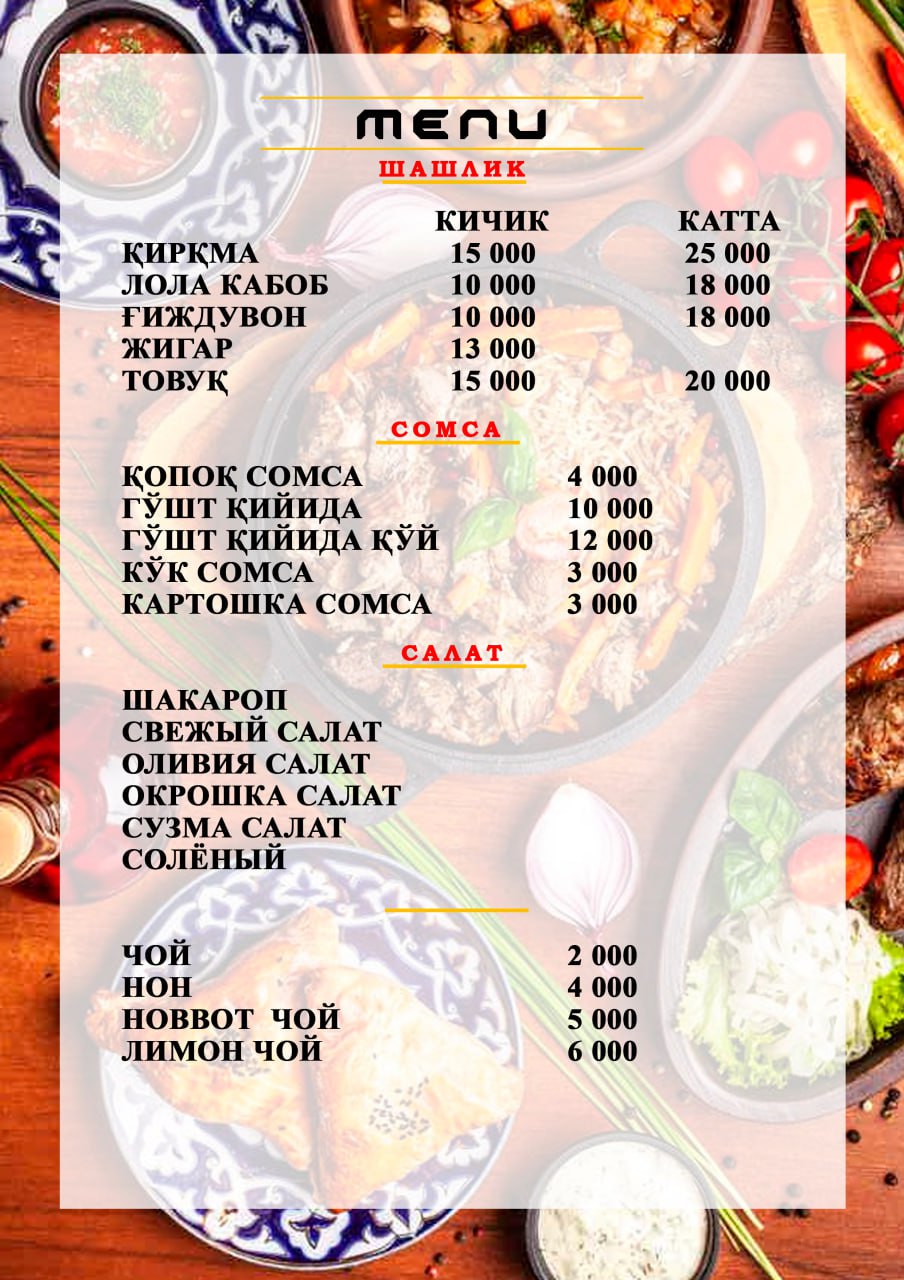 MENU
ШАШЛИК
КИЧИК КАТТА
ҚИРҚМА 15 000 25 000
ЛОЛА КАБОБ 10 000 18 000
ҒИЖДУВОН 10 000 18 000
ЖИГАР 13 000
ТОВУҚ 15 000 20 000
СОМСА
ҚОПОҚ СОМСА 4 000
ГЎШТ ҚИЙИДА 10 000
ГЎШТ ҚИЙИДА ҚЎЙ 12 000
КЎК СОМСА 3 000
КАРТОШКА СОМСА 3 000
САЛАТ
ШАКАРОП
СВЕЖЫЙ САЛАТ
ОЛИВИЯ САЛАТ
ОКРОШКА САЛАТ
СУЗМА САЛАТ
СОЛЁНЫЙ
ЧОЙ 2 000
НОН 4 000
НОВВОТ ЧОЙ 5 000
ЛИМОН ЧОЙ 6 000